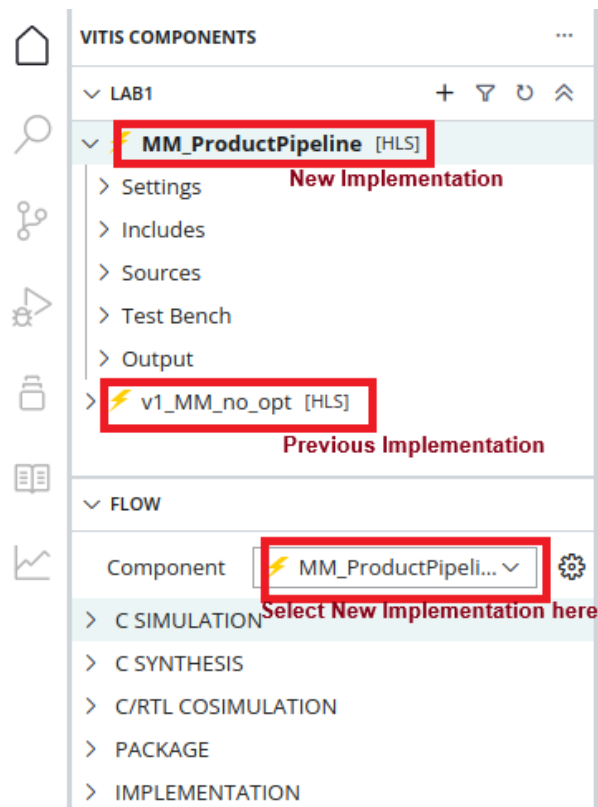 VITIS COMPONENTS ...
LAB1
MM_ProductPipeline [HLS]
New Implementation
Settings
Includes
Sources
Test Bench
Output
v1_MM_no_opt [HLS]
Previous Implementation
FLOW
Component MM_ProductPipeli...
Select New Implementation here
C SIMULATION
C SYNTHESIS
C/RTL COSIMULATION
PACKAGE
IMPLEMENTATION